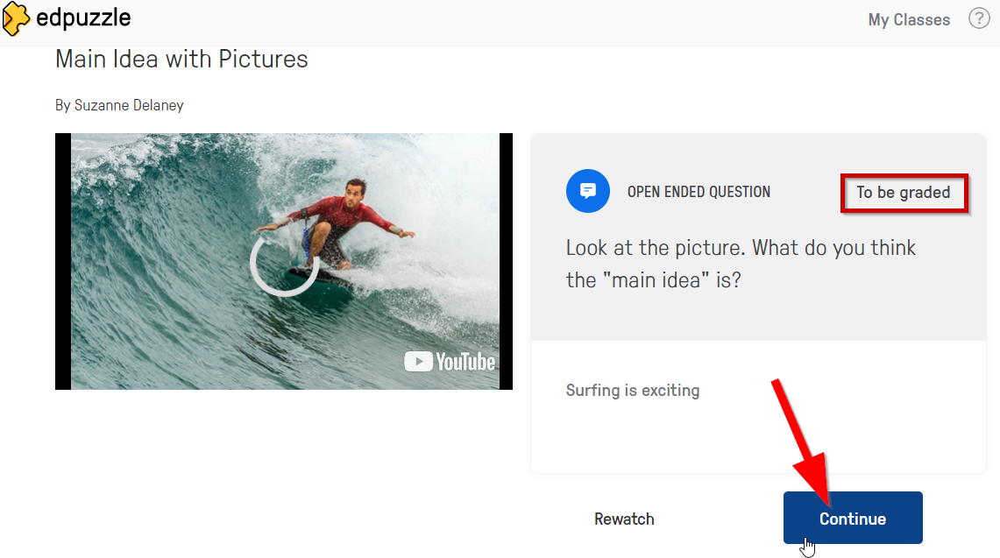 edpuzzle
My Classes
?
Main Idea with Pictures
By Suzanne Delaney
YouTube
OPEN ENDED QUESTION
To be graded
Look at the picture. What do you think
the "main idea" is?
Surfing is exciting
Rewatch
Continue